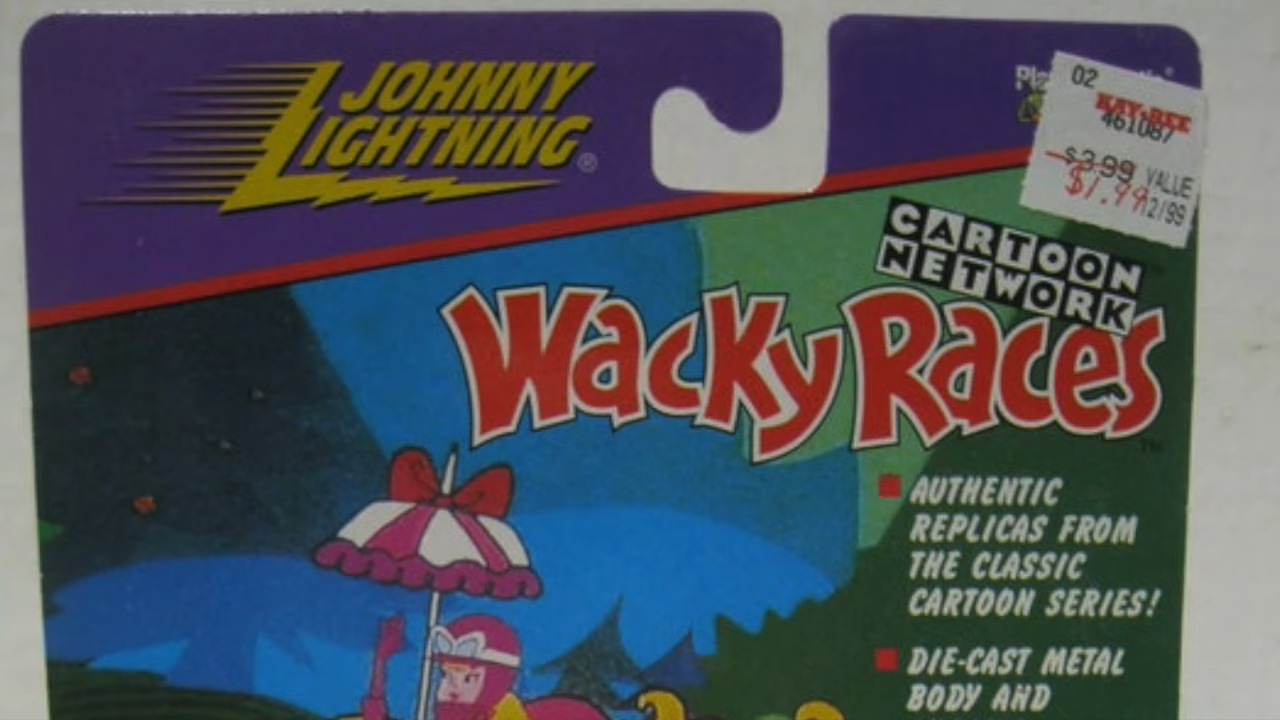 JOHNNY
LIGHTNING®
02
KAY-BEE
461087
$3.99 VALUE
$1.99 12/99
CARTOON
NETWORK
WACKY RACES™
AUTHENTIC
REPLICAS FROM
THE CLASSIC
CARTOON SERIES!
DIE-CAST METAL
BODY AND